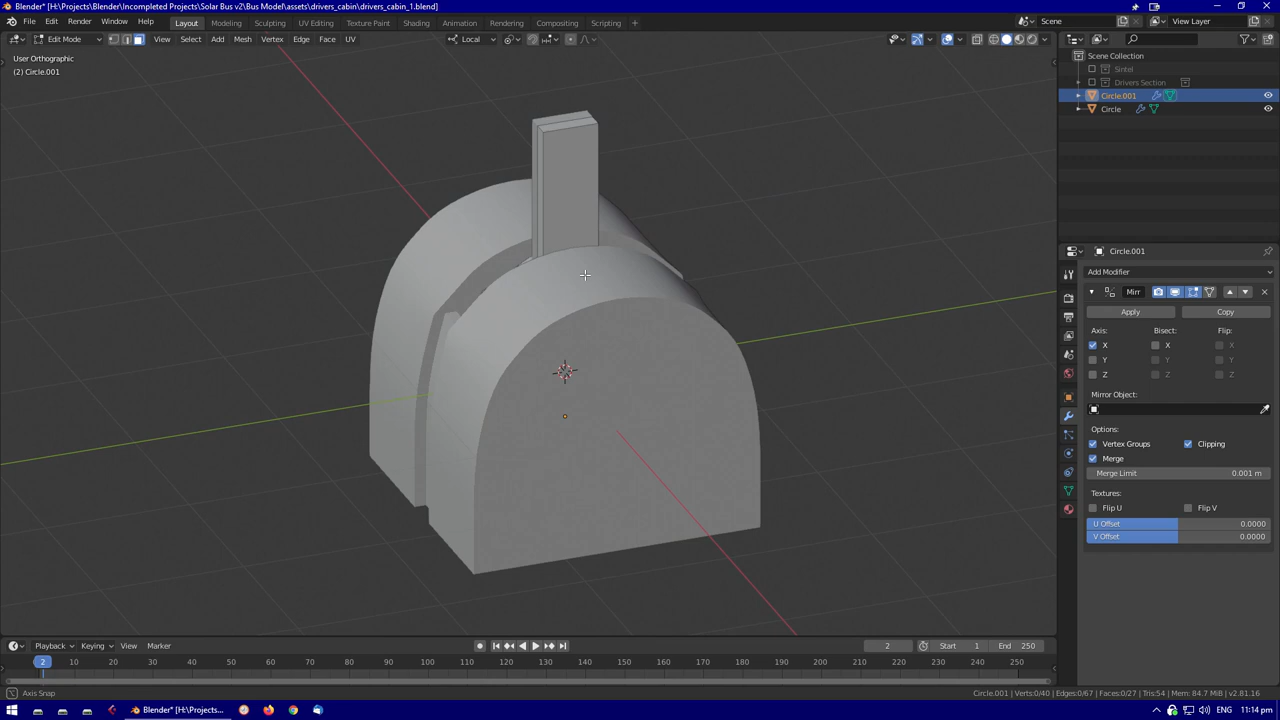 Blender* [H:\Projects\Blender\Incompleted Projects\Solar Bus v2\Bus Model\assets\drivers_cabin\drivers_cabin_1.blend]
File Edit Render Window Help Layout Modeling Sculpting UV Editing Texture Paint Shading Animation Rendering Compositing Scripting Scene View Layer
Edit Mode View Select Add Mesh Vertex Edge Face UV Local
User Orthographic
(2) Circle.001
Scene Collection
Sintel
Drivers Section
Circle.001
Circle
Circle.001
Add Modifier
Mirr
Apply Copy
Axis: Bisect: Flip:
X X X
Y Y Y
Z Z Z
Mirror Object:
Options:
Vertex Groups Clipping
Merge
Merge Limit 0.001 m
Textures:
Flip U Flip V
U Offset 0.0000
V Offset 0.0000
Playback Keying View Marker 2 Start 1 End 250
2 10 20 30 40 50 60 70 80 90 100 110 120 130 140 150 160 170 180 190 200 210 220 230 240 250
Axis Snap Circle.001 | Verts:0/40 | Edges:0/67 | Faces:0/27 | Tris:54 | Mem: 84.7 MiB | v2.81.16
Blender* [H:\Projects... ENG 11:14 pm